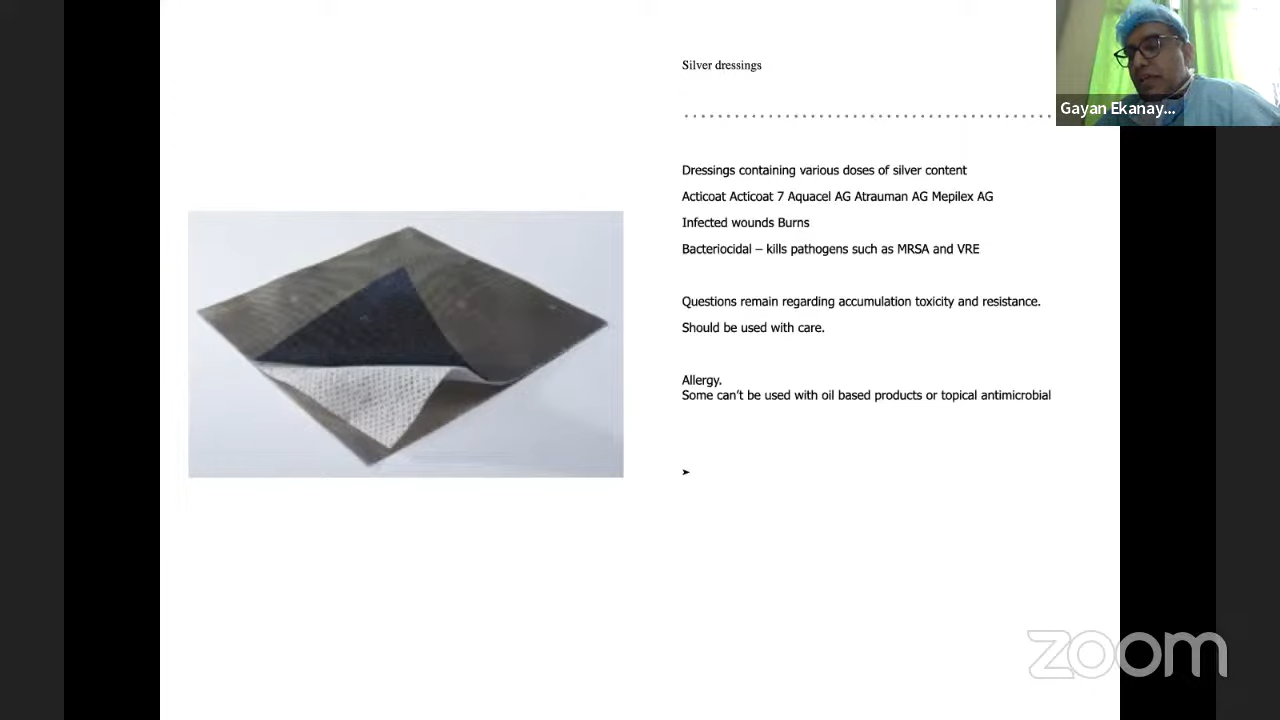 Silver dressings
Gayan Ekanay...
Dressings containing various doses of silver content
Acticoat Acticoat 7 Aquacel AG Atrauman AG Mepilex AG
Infected wounds Burns
Bacteriocidal – kills pathogens such as MRSA and VRE
Questions remain regarding accumulation toxicity and resistance.
Should be used with care.
Allergy.
Some can't be used with oil based products or topical antimicrobial
zoom